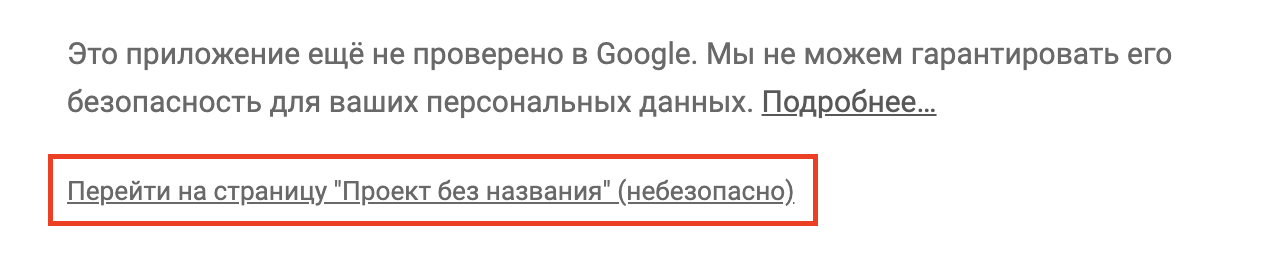 Это приложение ещё не проверено в Google. Мы не можем гарантировать его
безопасность для ваших персональных данных. Подробнее…
Перейти на страницу "Проект без названия" (небезопасно)